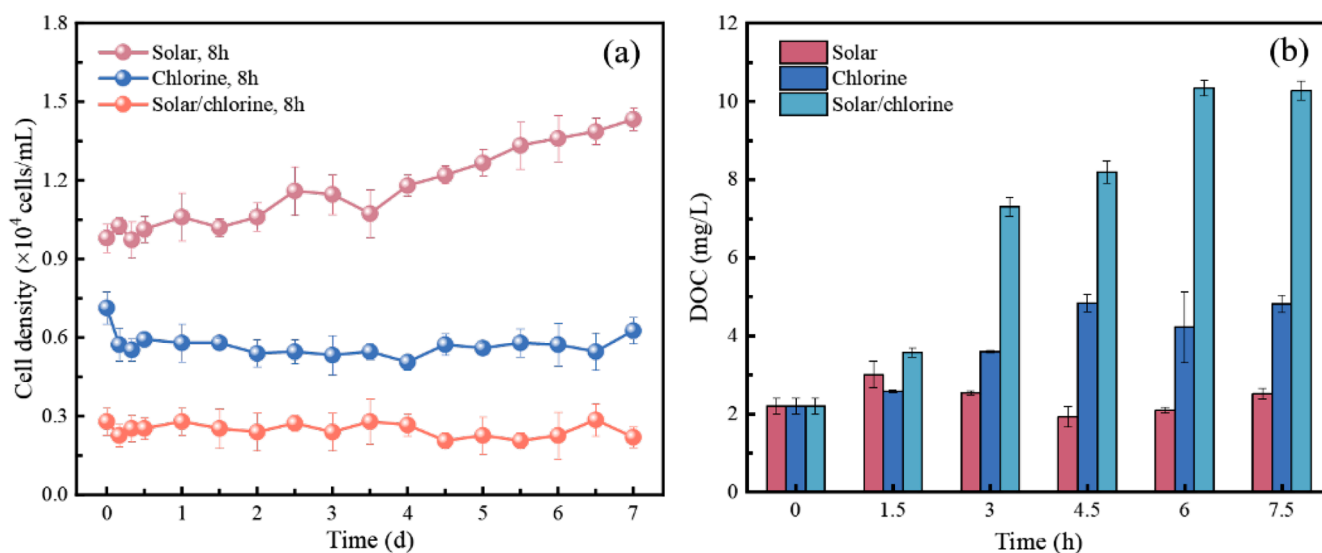 (a)
Solar, 8h
Chlorine, 8h
Solar/chlorine, 8h
Cell density (×10⁴ cells/mL)
1.8
1.5
1.2
0.9
0.6
0.3
0.0
0 1 2 3 4 5 6 7
Time (d)
(b)
Solar
Chlorine
Solar/chlorine
DOC (mg/L)
12
10
8
6
4
2
0
0 1.5 3 4.5 6 7.5
Time (h)